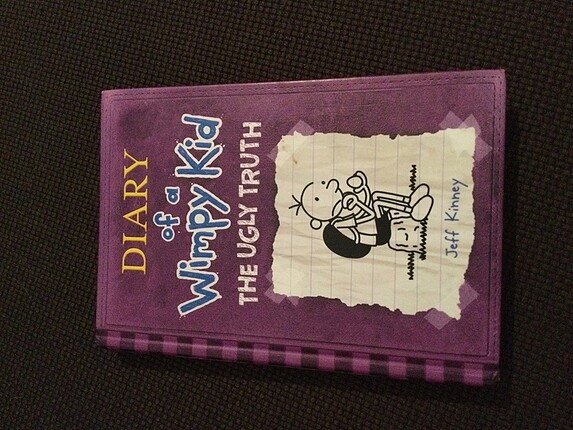 DIARY
of a
Wimpy Kid
THE UGLY TRUTH
Jeff Kinney